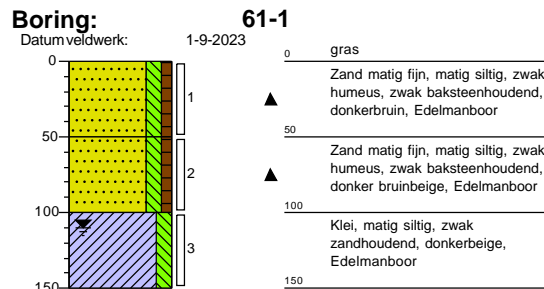 Boring: 61-1
Datum veldwerk: 1-9-2023
0
0 gras
Zand matig fijn, matig siltig, zwak
humeus, zwak baksteenhoudend,
donkerbruin, Edelmanboor
1
50
50
Zand matig fijn, matig siltig, zwak
humeus, zwak baksteenhoudend,
donker bruinbeige, Edelmanboor
2
100
100
Klei, matig siltig, zwak
zandhoudend, donkerbeige,
Edelmanboor
3
150
150